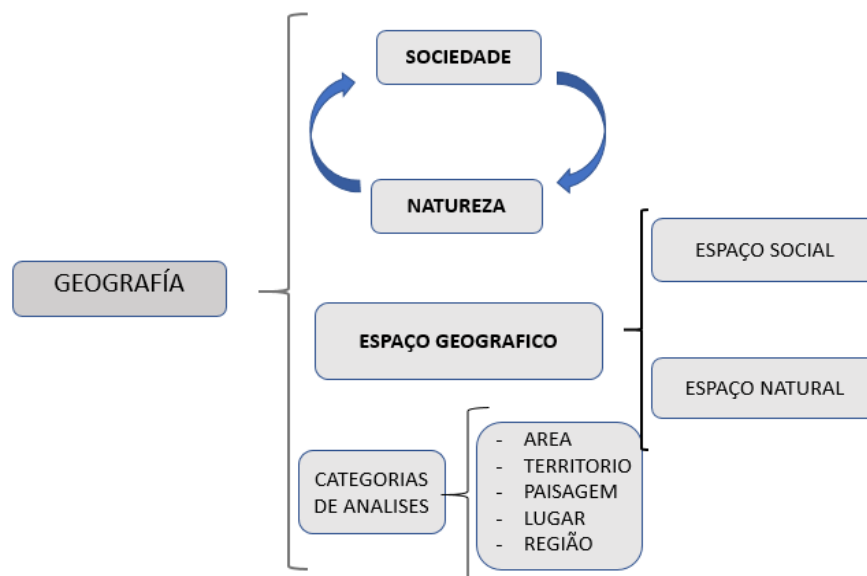 SOCIEDADE
NATUREZA
GEOGRAFÍA
ESPAÇO GEOGRAFICO
ESPAÇO SOCIAL
ESPAÇO NATURAL
CATEGORIAS
DE ANALISES
- AREA
- TERRITORIO
- PAISAGEM
- LUGAR
- REGIÃO